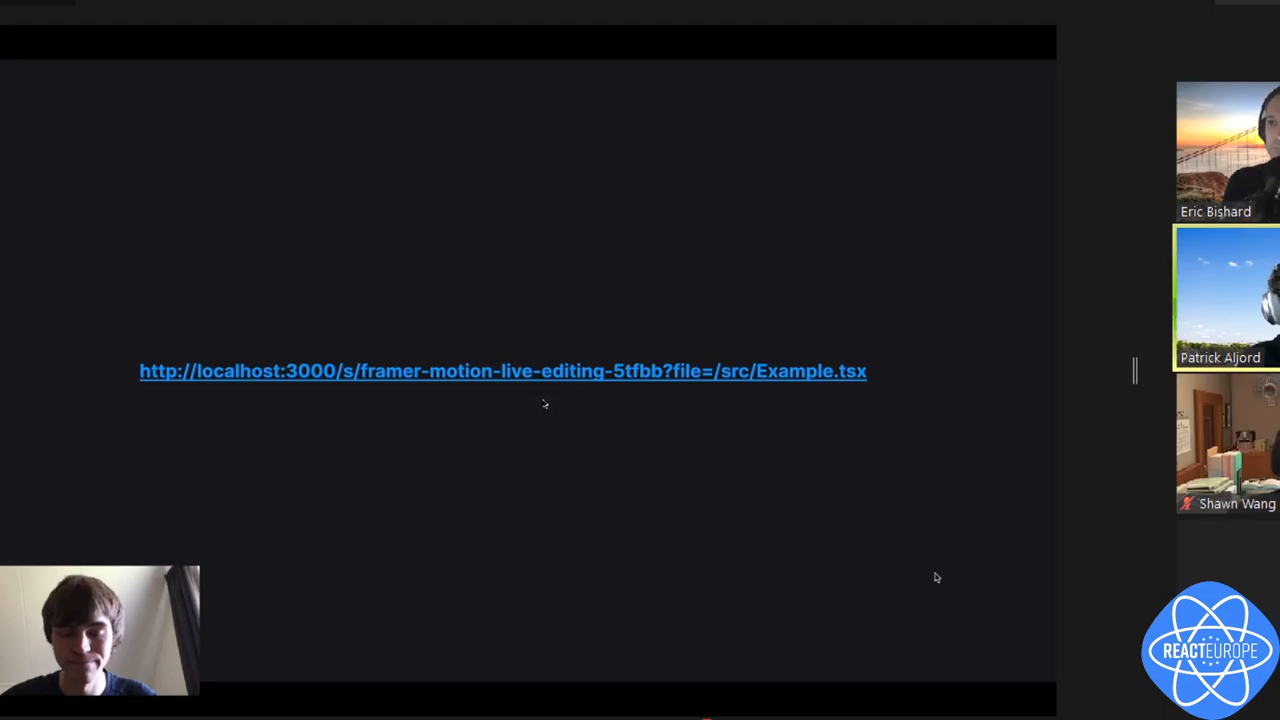 http://localhost:3000/s/framer-motion-live-editing-5tfbb?file=/src/Example.tsx
Eric Bishard
Patrick Aljord
Shawn Wang
REACTEUROPE